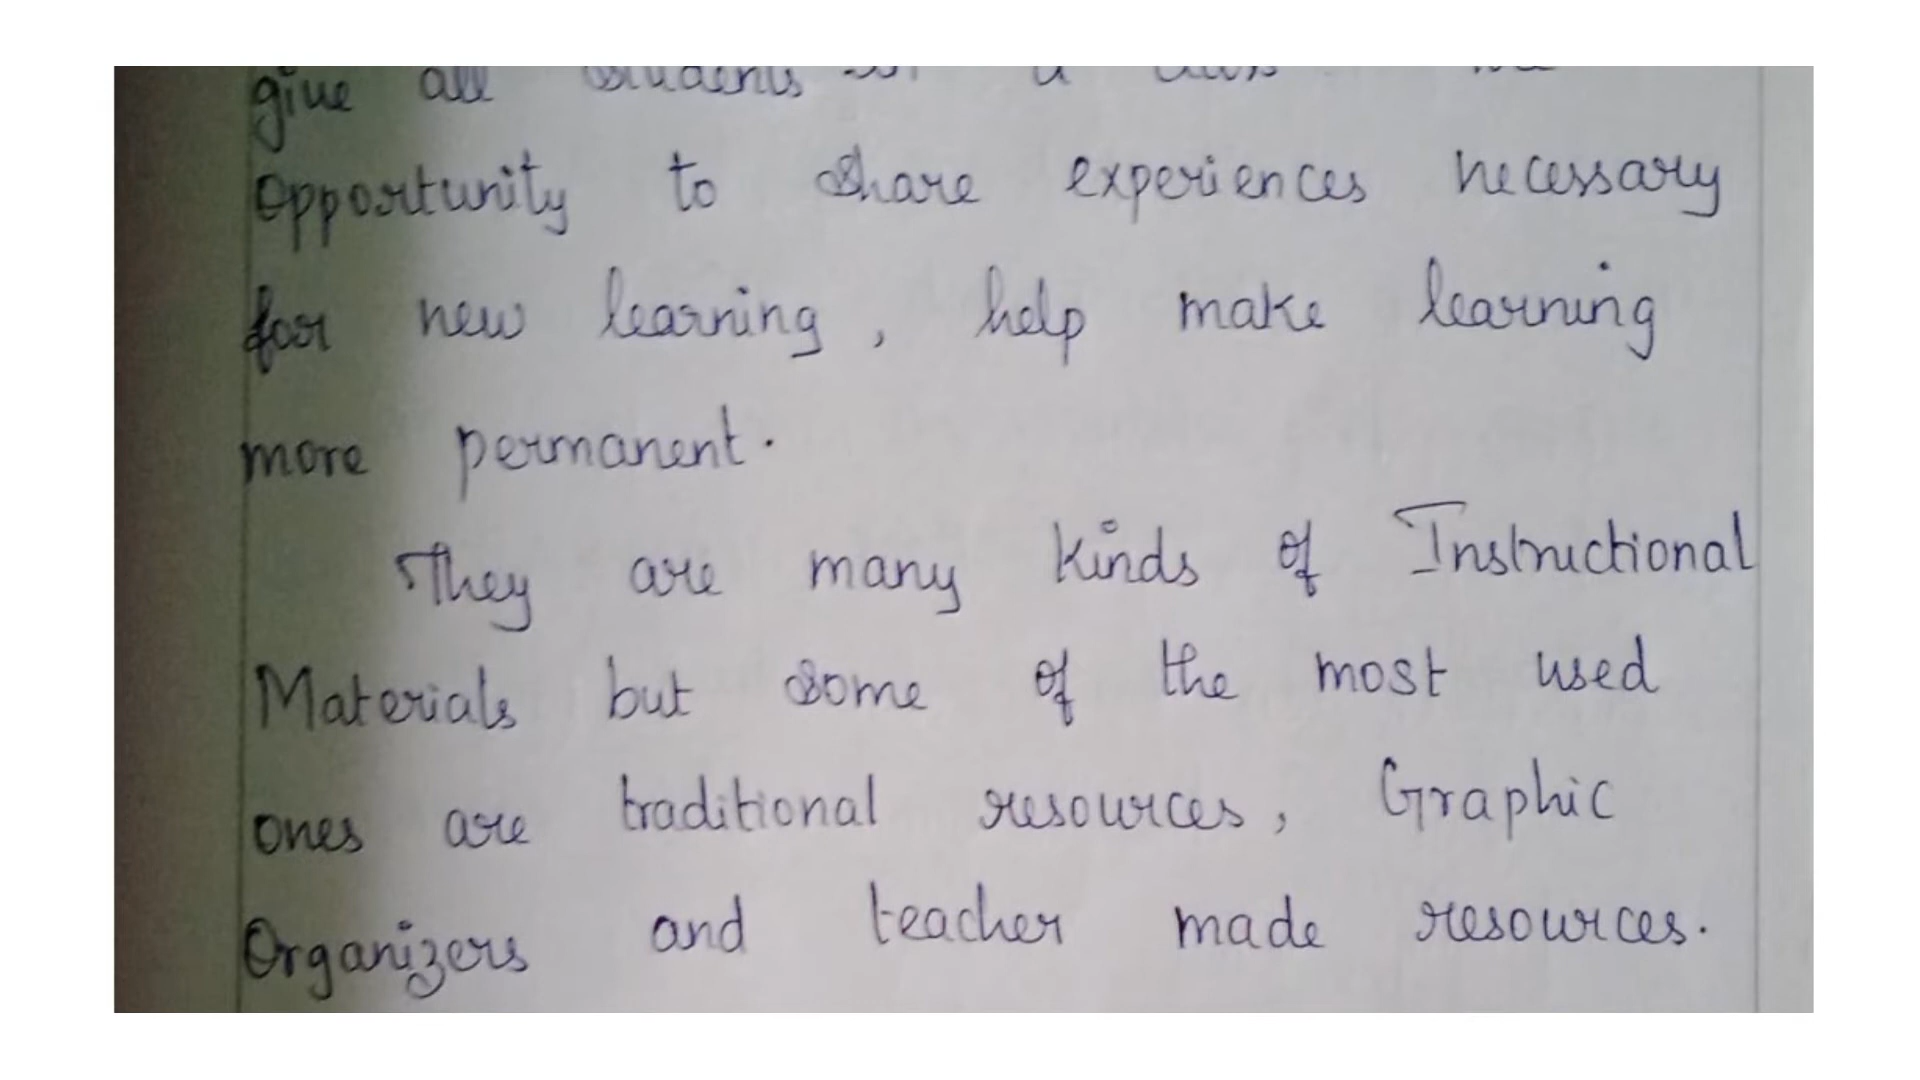 give all students
Opportunity to share experiences necessary
for new learning, help make learning
more permanent.
They are many kinds of Instructional
Materials but some of the most used
ones are traditional resources, Graphic
Organizers and teacher made resources.